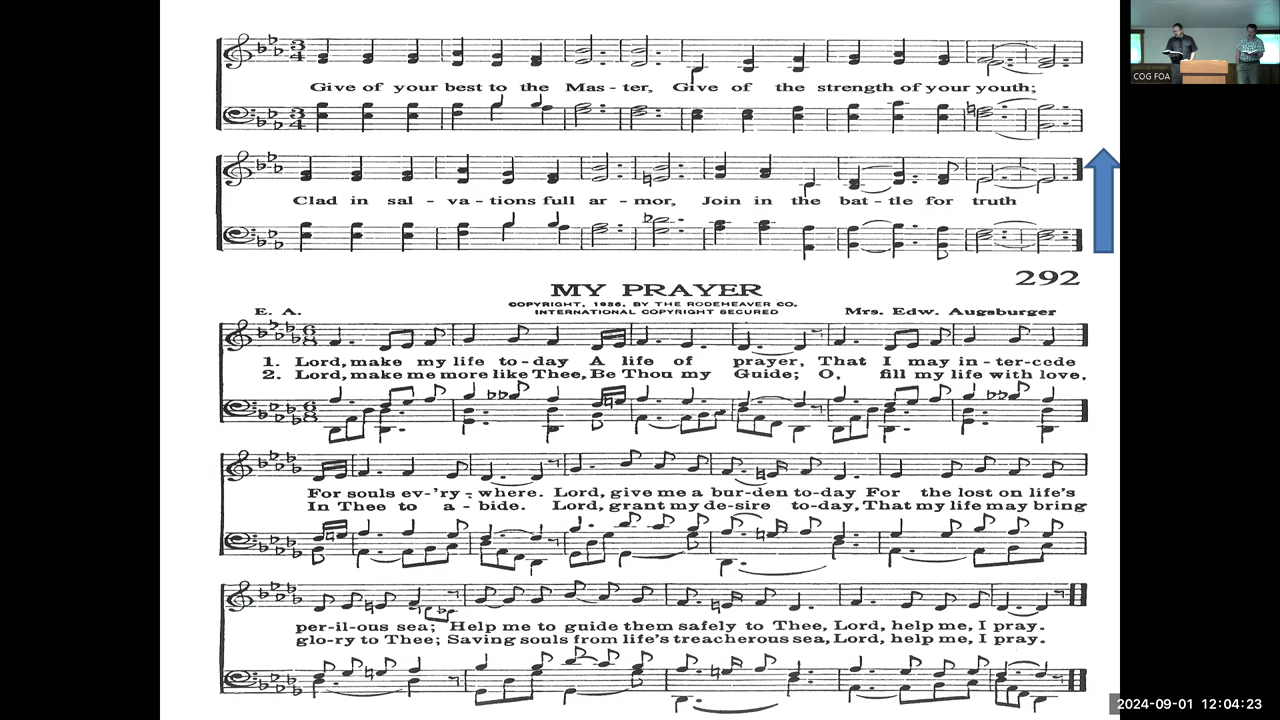 COG FOA
Give of your best to the Mas - ter, Give of the strength of your youth;
Clad in sal - va - tions full ar - mor, Join in the bat - tle for truth
292
MY PRAYER
COPYRIGHT, 1936, BY THE RODEHEAVER CO.
INTERNATIONAL COPYRIGHT SECURED
E. A.
Mrs. Edw. Augsburger
1. Lord, make my life to-day A life of prayer, That I may in - ter-cede
2. Lord, make me more like Thee, Be Thou my Guide; O, fill my life with love,
For souls ev-'ry - where. Lord, give me a bur-den to-day For the lost on life's
In Thee to a - bide. Lord, grant my de-sire to-day, That my life may bring
per-il-ous sea; Help me to guide them safely to Thee, Lord, help me, I pray.
glo-ry to Thee; Saving souls from life's treacherous sea, Lord, help me, I pray.
2024-09-01 12:04:23